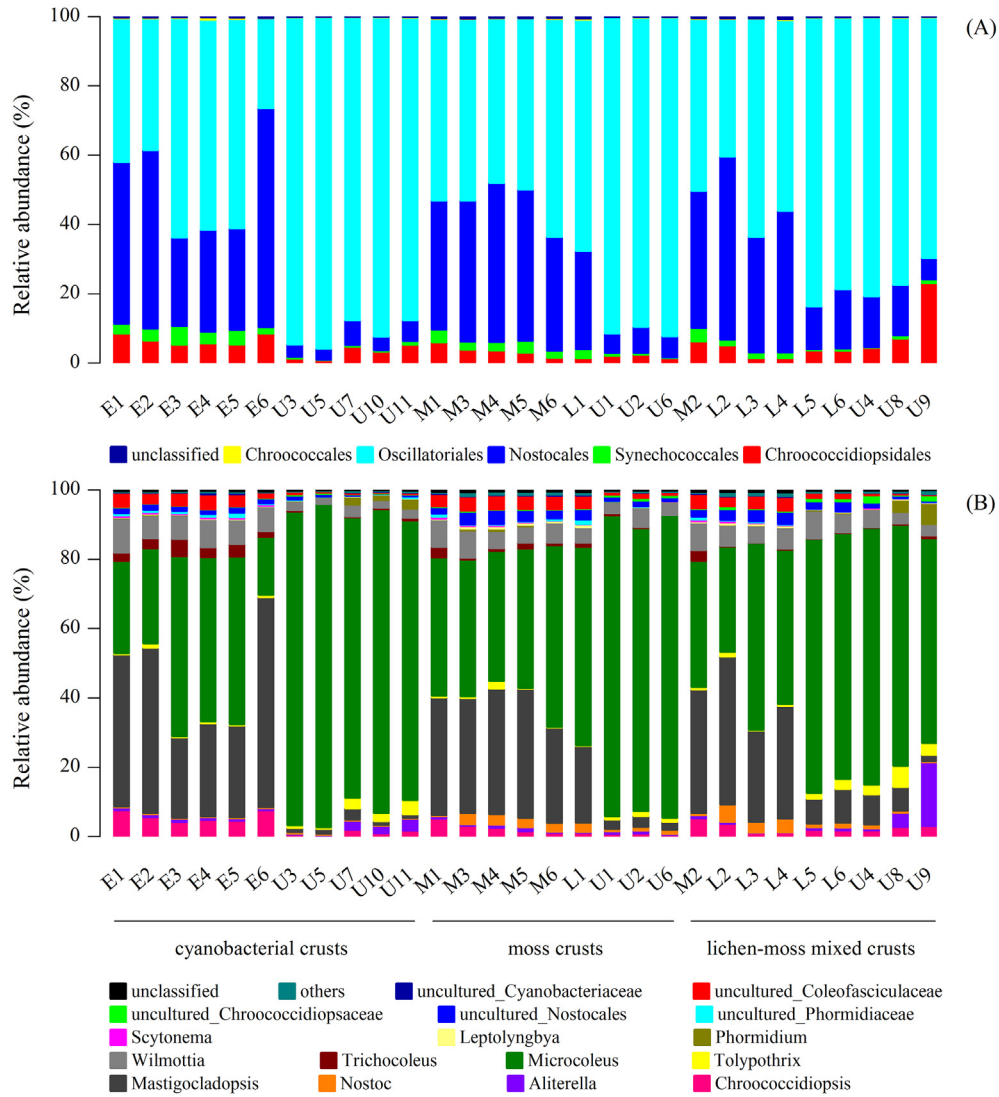 (A)
Relative abundance (%)
100
80
60
40
20
0
E1 E2 E3 E4 E5 E6 U3 U5 U7 U10 U11 M1 M3 M4 M5 M6 L1 U1 U2 U6 M2 L2 L3 L4 L5 L6 U4 U8 U9
unclassified Chroococcales Oscillatoriales Nostocales Synechococcales Chroococcidiopsidales
(B)
Relative abundance (%)
100
80
60
40
20
0
E1 E2 E3 E4 E5 E6 U3 U5 U7 U10 U11 M1 M3 M4 M5 M6 L1 U1 U2 U6 M2 L2 L3 L4 L5 L6 U4 U8 U9
cyanobacterial crusts moss crusts lichen-moss mixed crusts
unclassified others uncultured_Cyanobacteriaceae uncultured_Coleofasciculaceae
uncultured_Chroococcidiopsaceae uncultured_Nostocales uncultured_Phormidiaceae
Scytonema Leptolyngbya Phormidium
Wilmottia Trichocoleus Microcoleus Tolypothrix
Mastigocladopsis Nostoc Aliterella Chroococcidiopsis